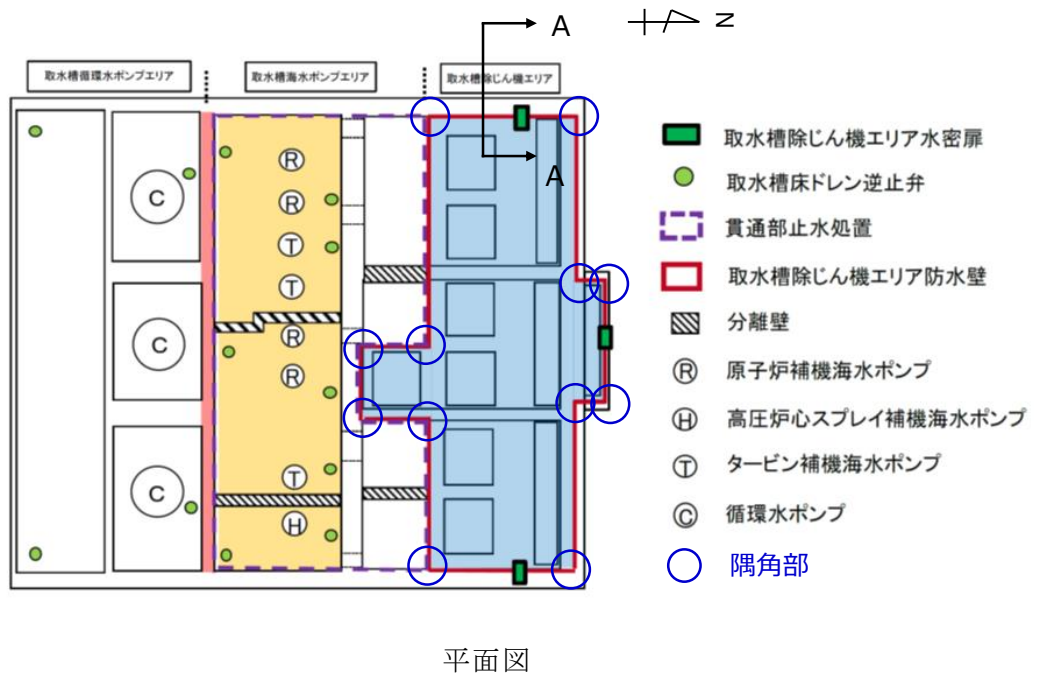 A
N
取水槽循環水ポンプエリア
取水槽海水ポンプエリア
取水槽除じん機エリア
A
R
R
T
T
R
R
T
H
C
C
C
取水槽除じん機エリア水密扉
取水槽床ドレン逆止弁
貫通部止水処置
取水槽除じん機エリア防水壁
分離壁
R 原子炉補機海水ポンプ
H 高圧炉心スプレイ補機海水ポンプ
T タービン補機海水ポンプ
C 循環水ポンプ
隅角部
平面図